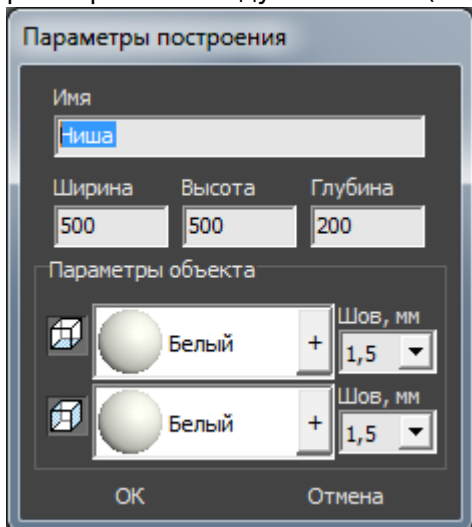 Параметры построения
Имя
Ниша
Ширина Высота Глубина
500 500 200
Параметры объекта
Шов, мм
Белый + 1,5
Шов, мм
Белый + 1,5
ОК Отмена